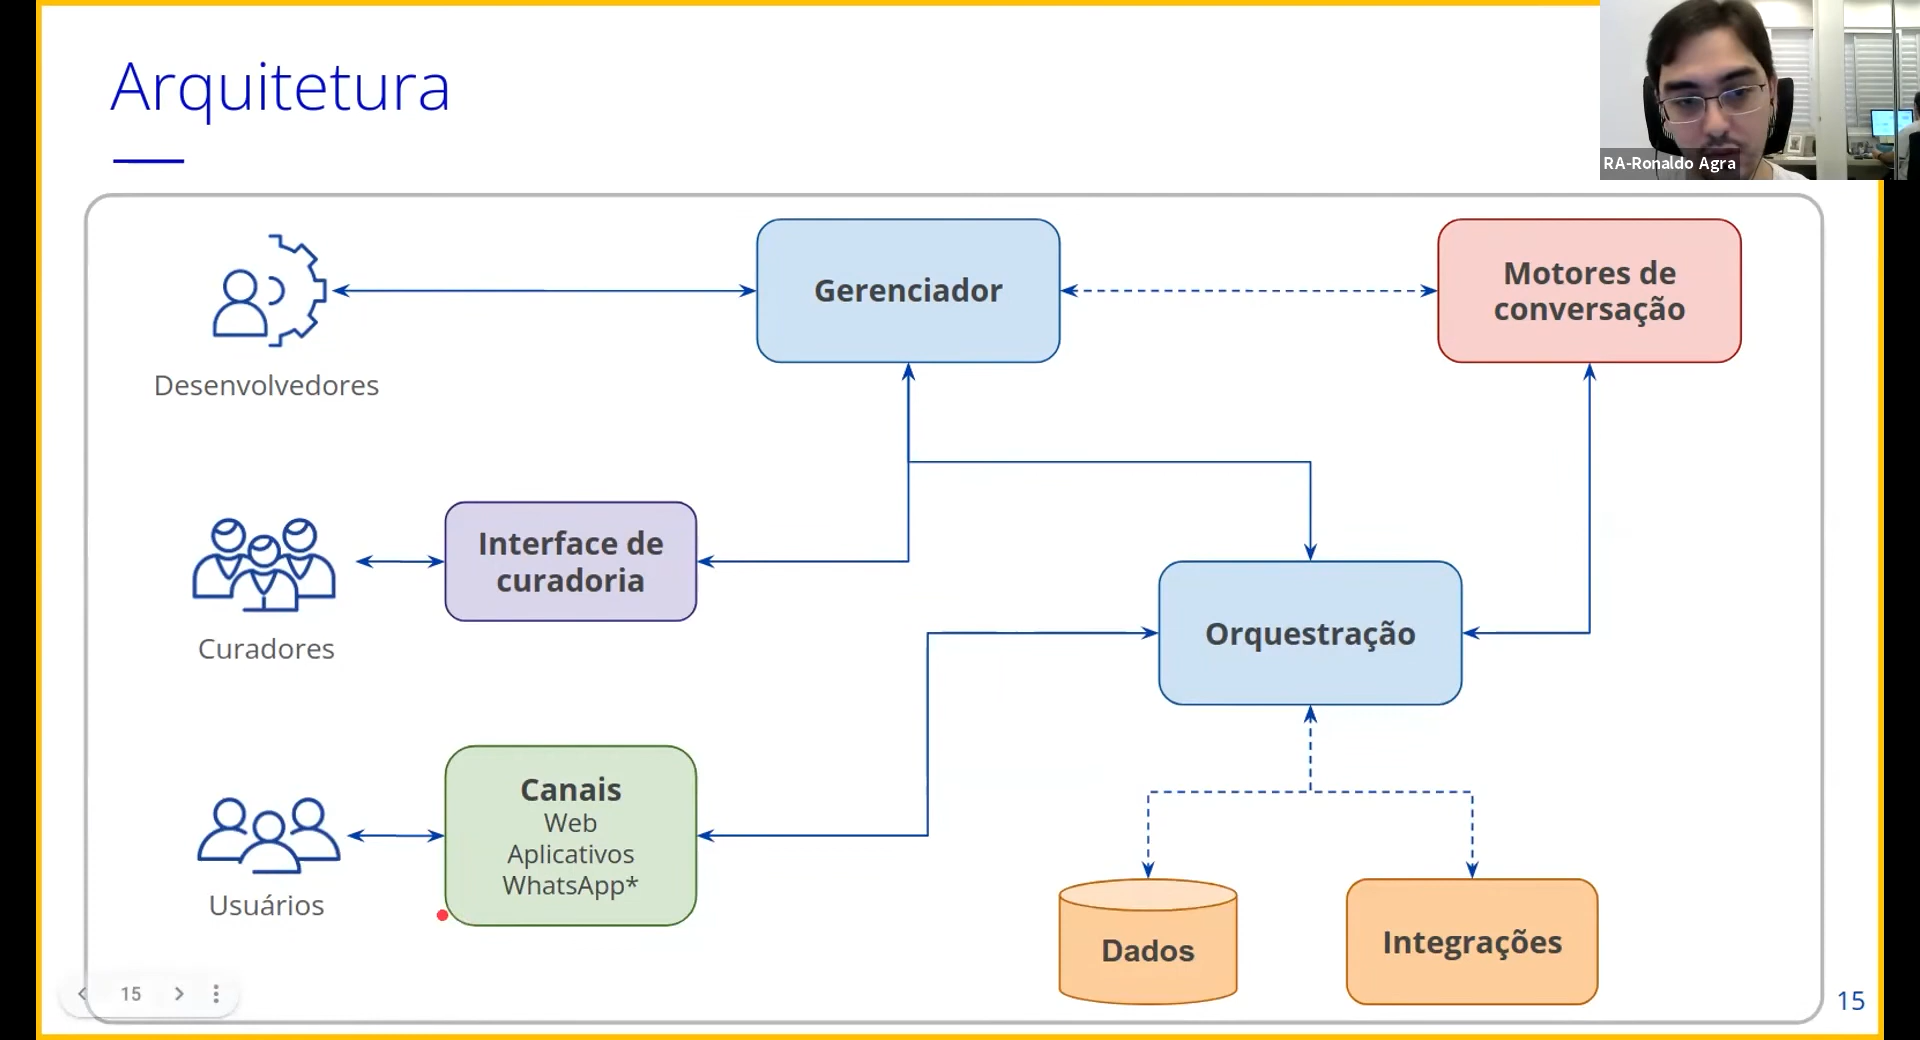 Arquitetura
RA-Ronaldo Agra
Gerenciador
Motores de
conversação
Desenvolvedores
Interface de
curadoria
Curadores
Orquestração
Canais
Web
Aplicativos
WhatsApp*
Usuários
Dados
Integrações
15
15